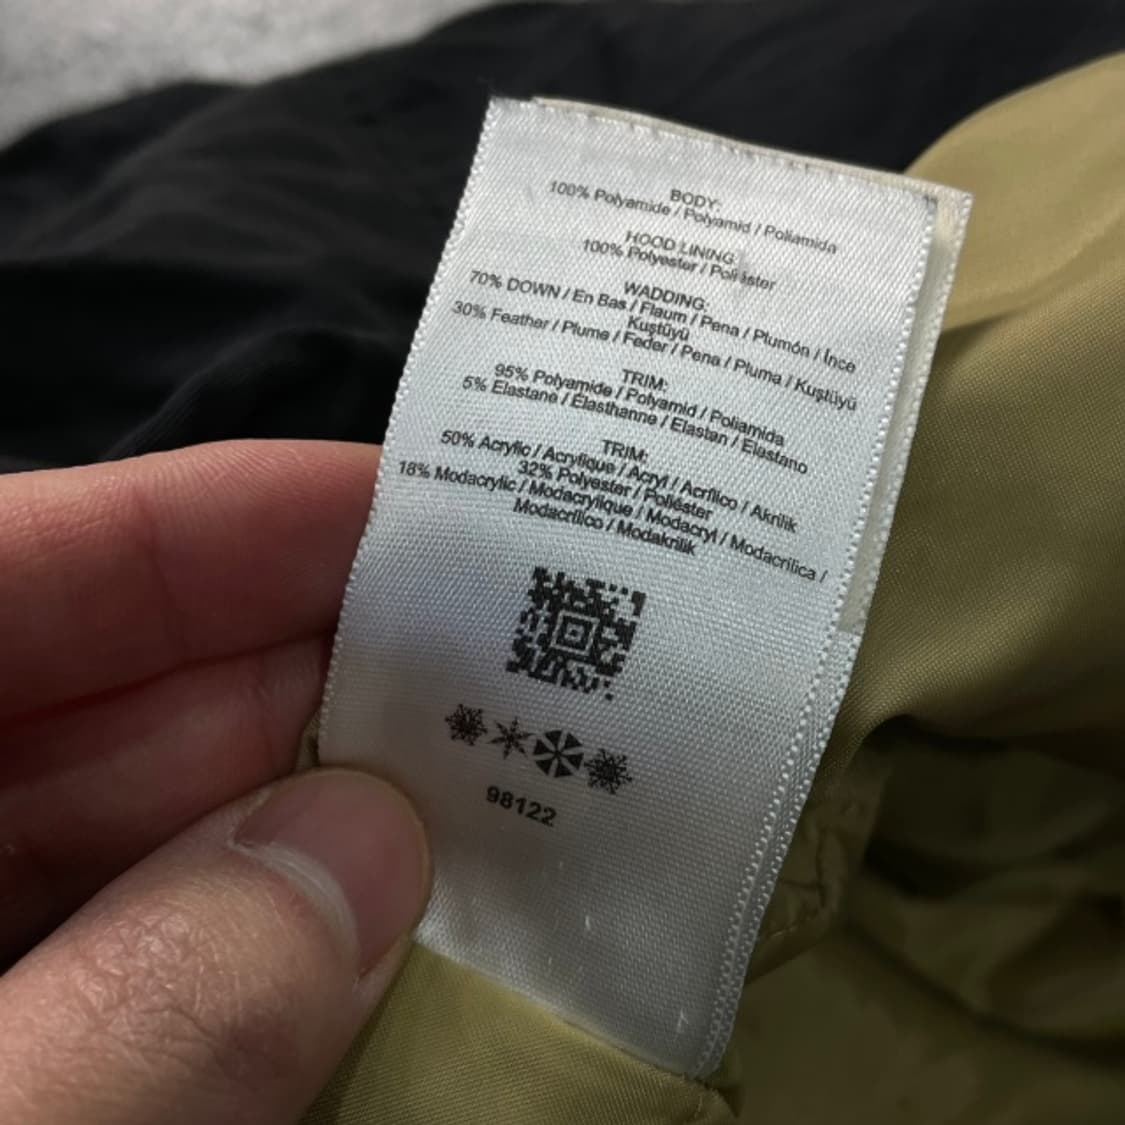 BODY:
100% Polyamide / Polyamid / Poliamida
HOOD LINING:
100% Polyester / Poliéster
WADDING:
70% DOWN / En Bas / Flaum / Pena / Plumón / İnce
Kuştüyü
30% Feather / Plume / Feder / Pena / Pluma / Kuştüyü
TRIM:
95% Polyamide / Polyamid / Poliamida
5% Elastane / Élasthanne / Elastan / Elastano
TRIM:
50% Acrylic / Acrylique / Acryl / Acrílico / Akrilik
32% Polyester / Poliéster
18% Modacrylic / Modacrylique / Modacryl / Modacrílica /
Modacrílico / Modakrilik
98122